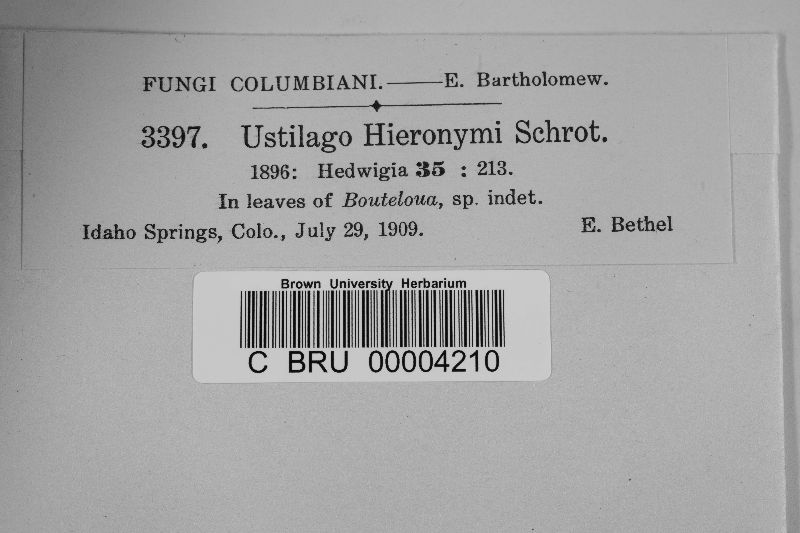 FUNGI COLUMBIANI.——E. Bartholomew.
3397. Ustilago Hieronymi Schrot.
1896: Hedwigia 35 : 213.
In leaves of Bouteloua, sp. indet.
Idaho Springs, Colo., July 29, 1909. E. Bethel
Brown University Herbarium
C BRU 00004210